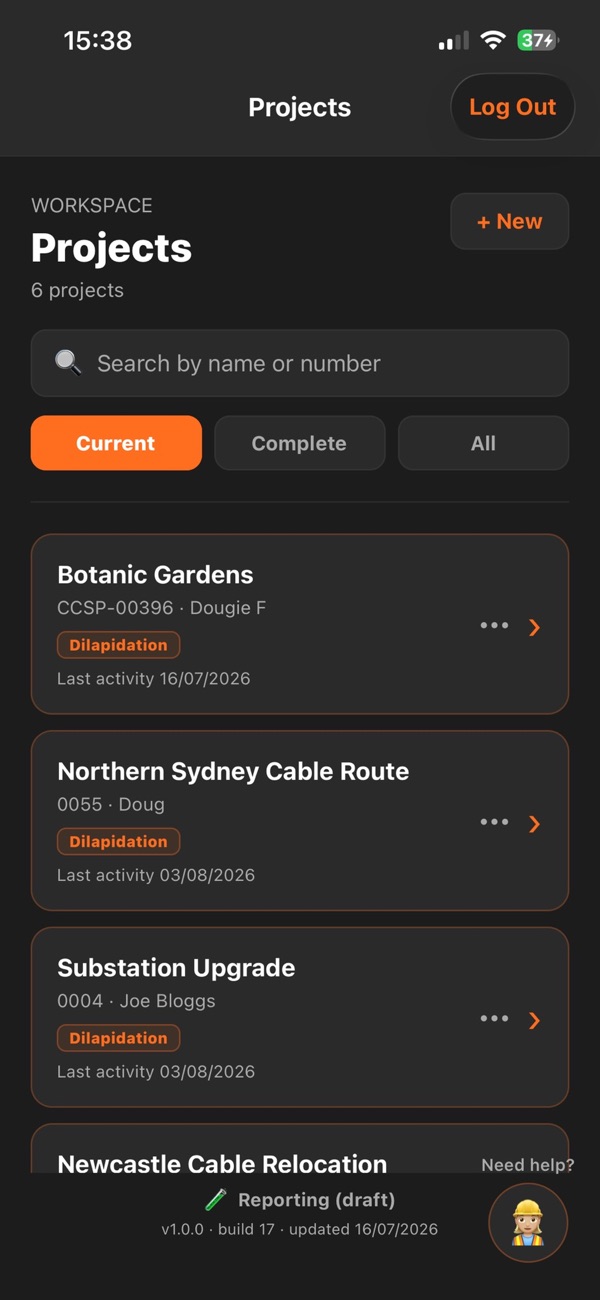 15:38
37
Projects
Log Out
WORKSPACE
Projects
+ New
6 projects
Search by name or number
Current
Complete
All
Botanic Gardens
CCSP-00396 · Dougie F
Dilapidation
Last activity 16/07/2026
Northern Sydney Cable Route
0055 · Doug
Dilapidation
Last activity 03/08/2026
Substation Upgrade
0004 · Joe Bloggs
Dilapidation
Last activity 03/08/2026
Newcastle Cable Relocation
Need help?
Reporting (draft)
v1.0.0 · build 17 · updated 16/07/2026